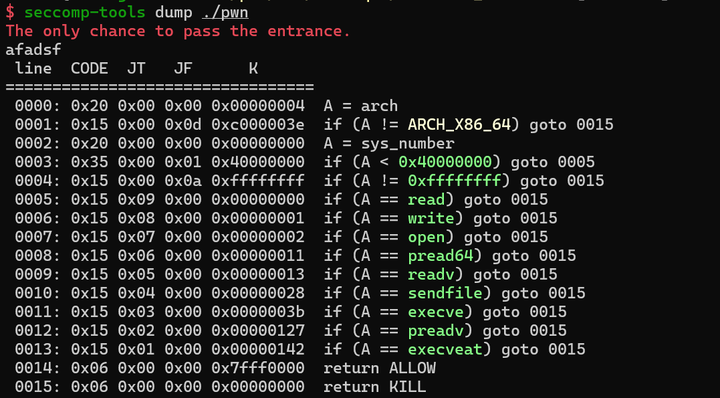 $ seccomp-tools dump ./pwn
The only chance to pass the entrance.
afadsf
 line  CODE  JT   JF      K
=================================
 0000: 0x20 0x00 0x00 0x00000004  A = arch
 0001: 0x15 0x00 0x0d 0xc000003e  if (A != ARCH_X86_64) goto 0015
 0002: 0x20 0x00 0x00 0x00000000  A = sys_number
 0003: 0x35 0x00 0x01 0x40000000  if (A < 0x40000000) goto 0005
 0004: 0x15 0x00 0x0a 0xffffffff  if (A != 0xffffffff) goto 0015
 0005: 0x15 0x09 0x00 0x00000000  if (A == read) goto 0015
 0006: 0x15 0x08 0x00 0x00000001  if (A == write) goto 0015
 0007: 0x15 0x07 0x00 0x00000002  if (A == open) goto 0015
 0008: 0x15 0x06 0x00 0x00000011  if (A == pread64) goto 0015
 0009: 0x15 0x05 0x00 0x00000013  if (A == readv) goto 0015
 0010: 0x15 0x04 0x00 0x00000028  if (A == sendfile) goto 0015
 0011: 0x15 0x03 0x00 0x0000003b  if (A == execve) goto 0015
 0012: 0x15 0x02 0x00 0x00000127  if (A == preadv) goto 0015
 0013: 0x15 0x01 0x00 0x00000142  if (A == execveat) goto 0015
 0014: 0x06 0x00 0x00 0x7fff0000  return ALLOW
 0015: 0x06 0x00 0x00 0x00000000  return KILL